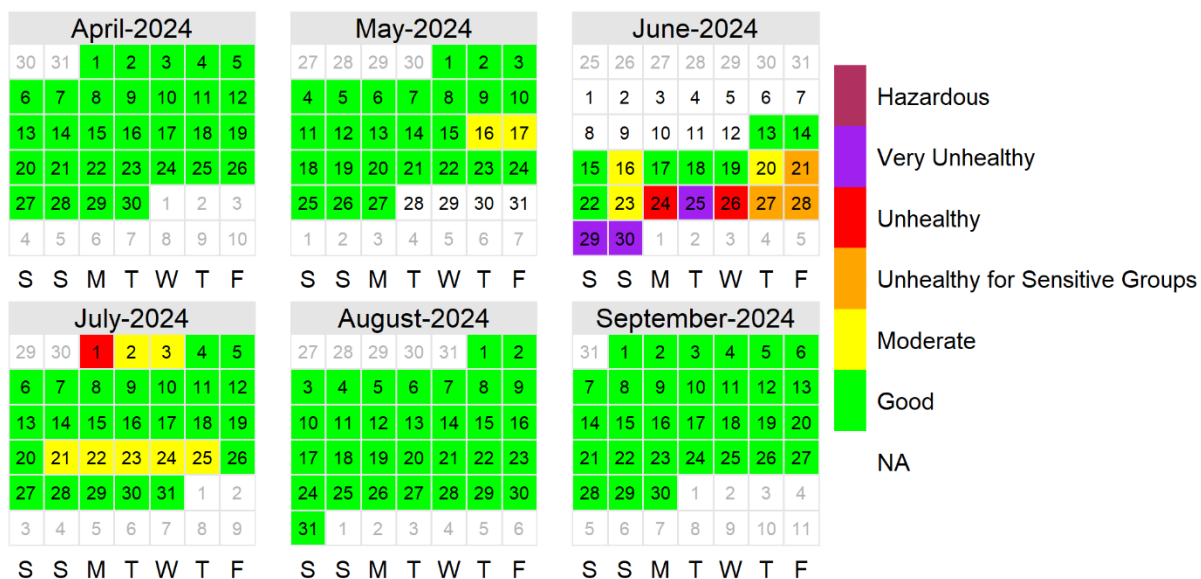 April-2024 May-2024 June-2024
30 31 1 2 3 4 5 27 28 29 30 1 2 3 25 26 27 28 29 30 31
6 7 8 9 10 11 12 4 5 6 7 8 9 10 1 2 3 4 5 6 7
13 14 15 16 17 18 19 11 12 13 14 15 16 17 8 9 10 11 12 13 14
20 21 22 23 24 25 26 18 19 20 21 22 23 24 15 16 17 18 19 20 21
27 28 29 30 1 2 3 25 26 27 28 29 30 31 22 23 24 25 26 27 28
4 5 6 7 8 9 10 1 2 3 4 5 6 7 29 30 1 2 3 4 5
S S M T W T F S S M T W T F S S M T W T F
July-2024 August-2024 September-2024
29 30 1 2 3 4 5 27 28 29 30 31 1 2 31 1 2 3 4 5 6
6 7 8 9 10 11 12 3 4 5 6 7 8 9 7 8 9 10 11 12 13
13 14 15 16 17 18 19 10 11 12 13 14 15 16 14 15 16 17 18 19 20
20 21 22 23 24 25 26 17 18 19 20 21 22 23 21 22 23 24 25 26 27
27 28 29 30 31 1 2 24 25 26 27 28 29 30 28 29 30 1 2 3 4
3 4 5 6 7 8 9 31 1 2 3 4 5 6 5 6 7 8 9 10 11
S S M T W T F S S M T W T F S S M T W T F
Hazardous
Very Unhealthy
Unhealthy
Unhealthy for Sensitive Groups
Moderate
Good
NA